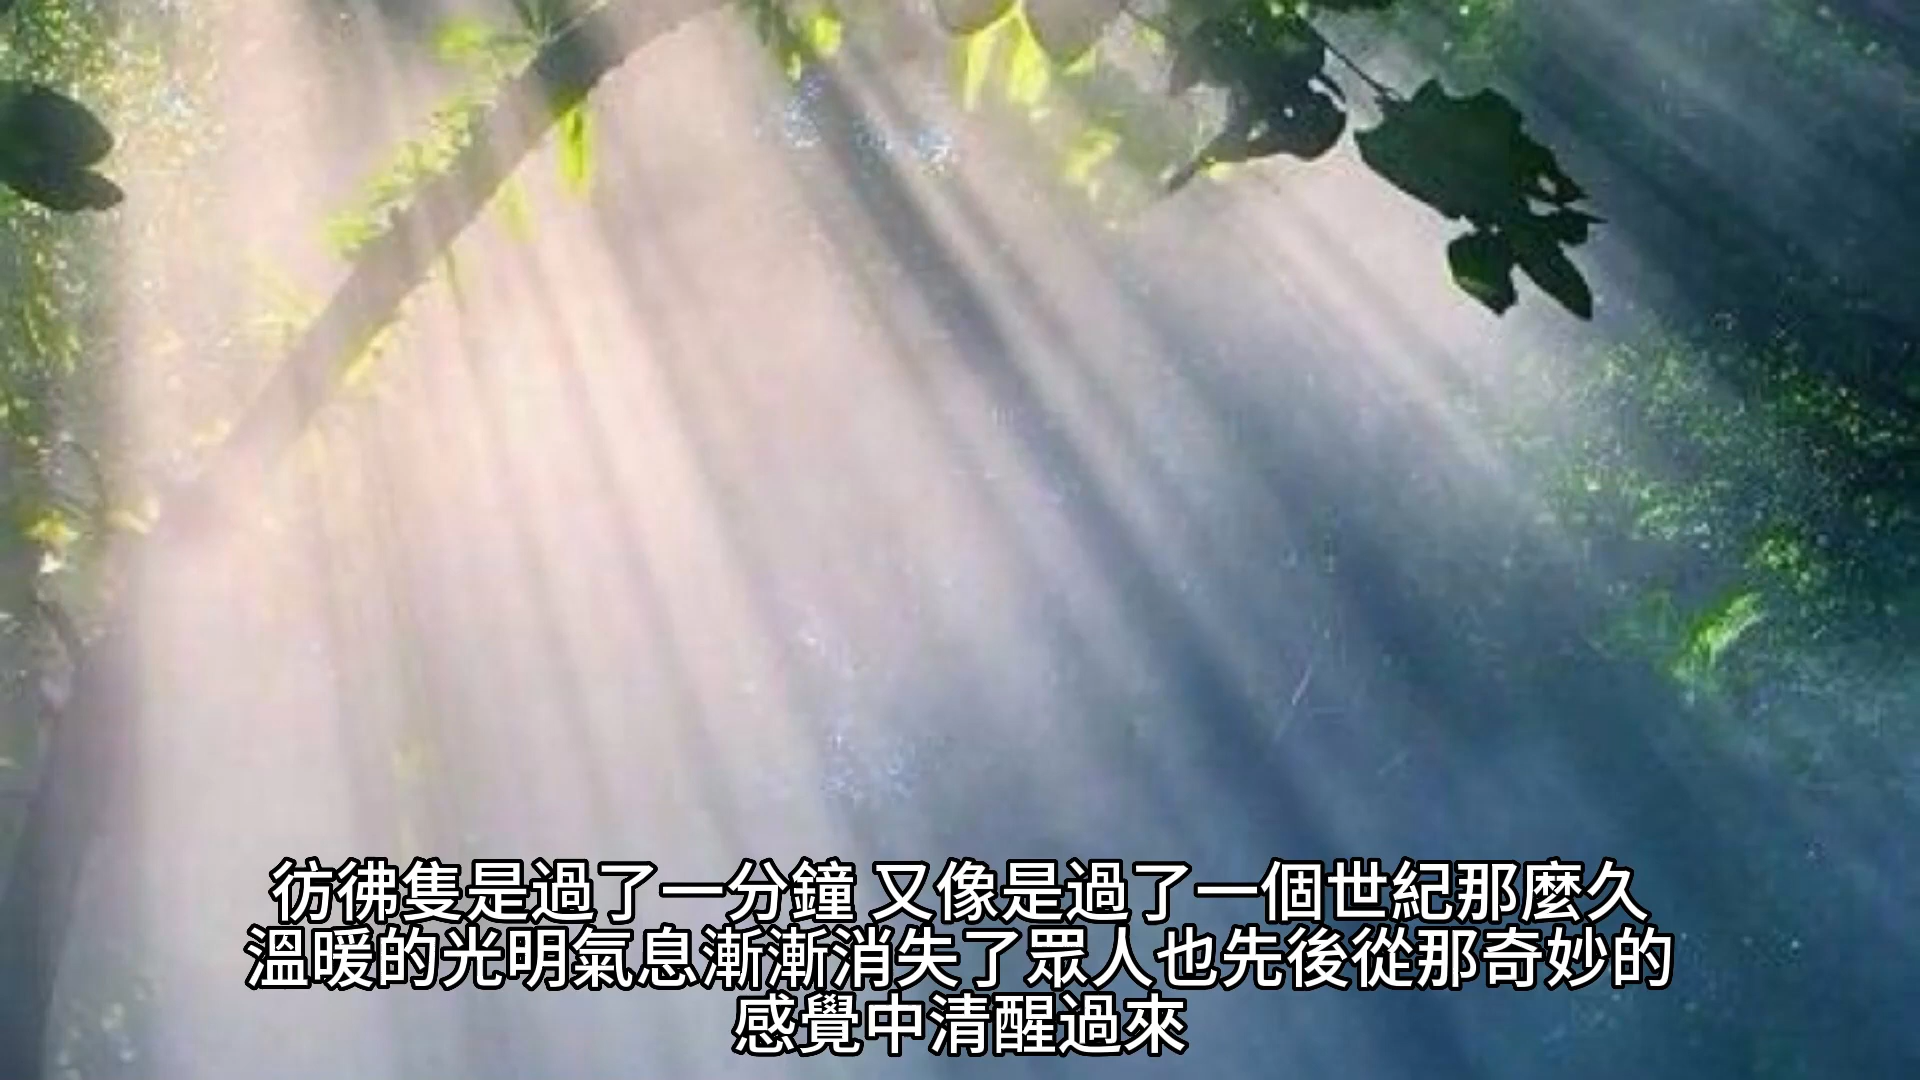 彷彿隻是過了一分鐘 又像是過了一個世紀那麼久
溫暖的光明氣息漸漸消失了眾人也先後從那奇妙的
感覺中清醒過來